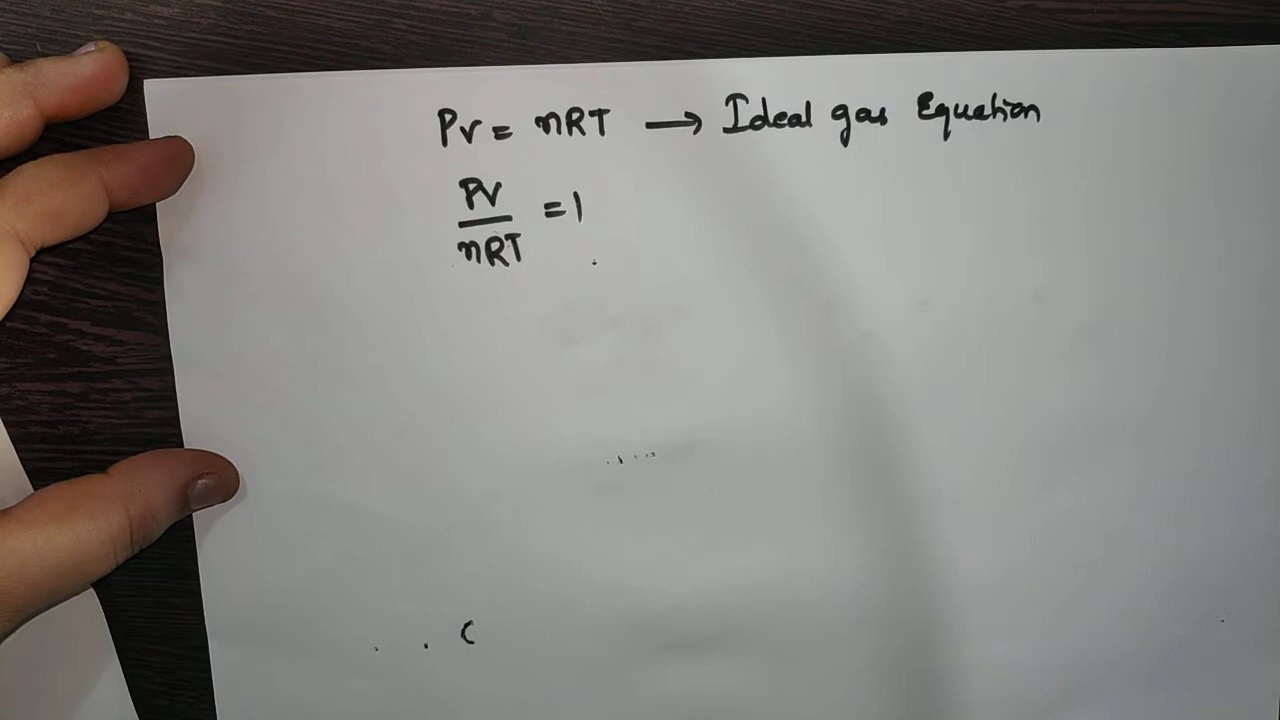 PV = nRT → Ideal gas Equation
PV/nRT = 1
(